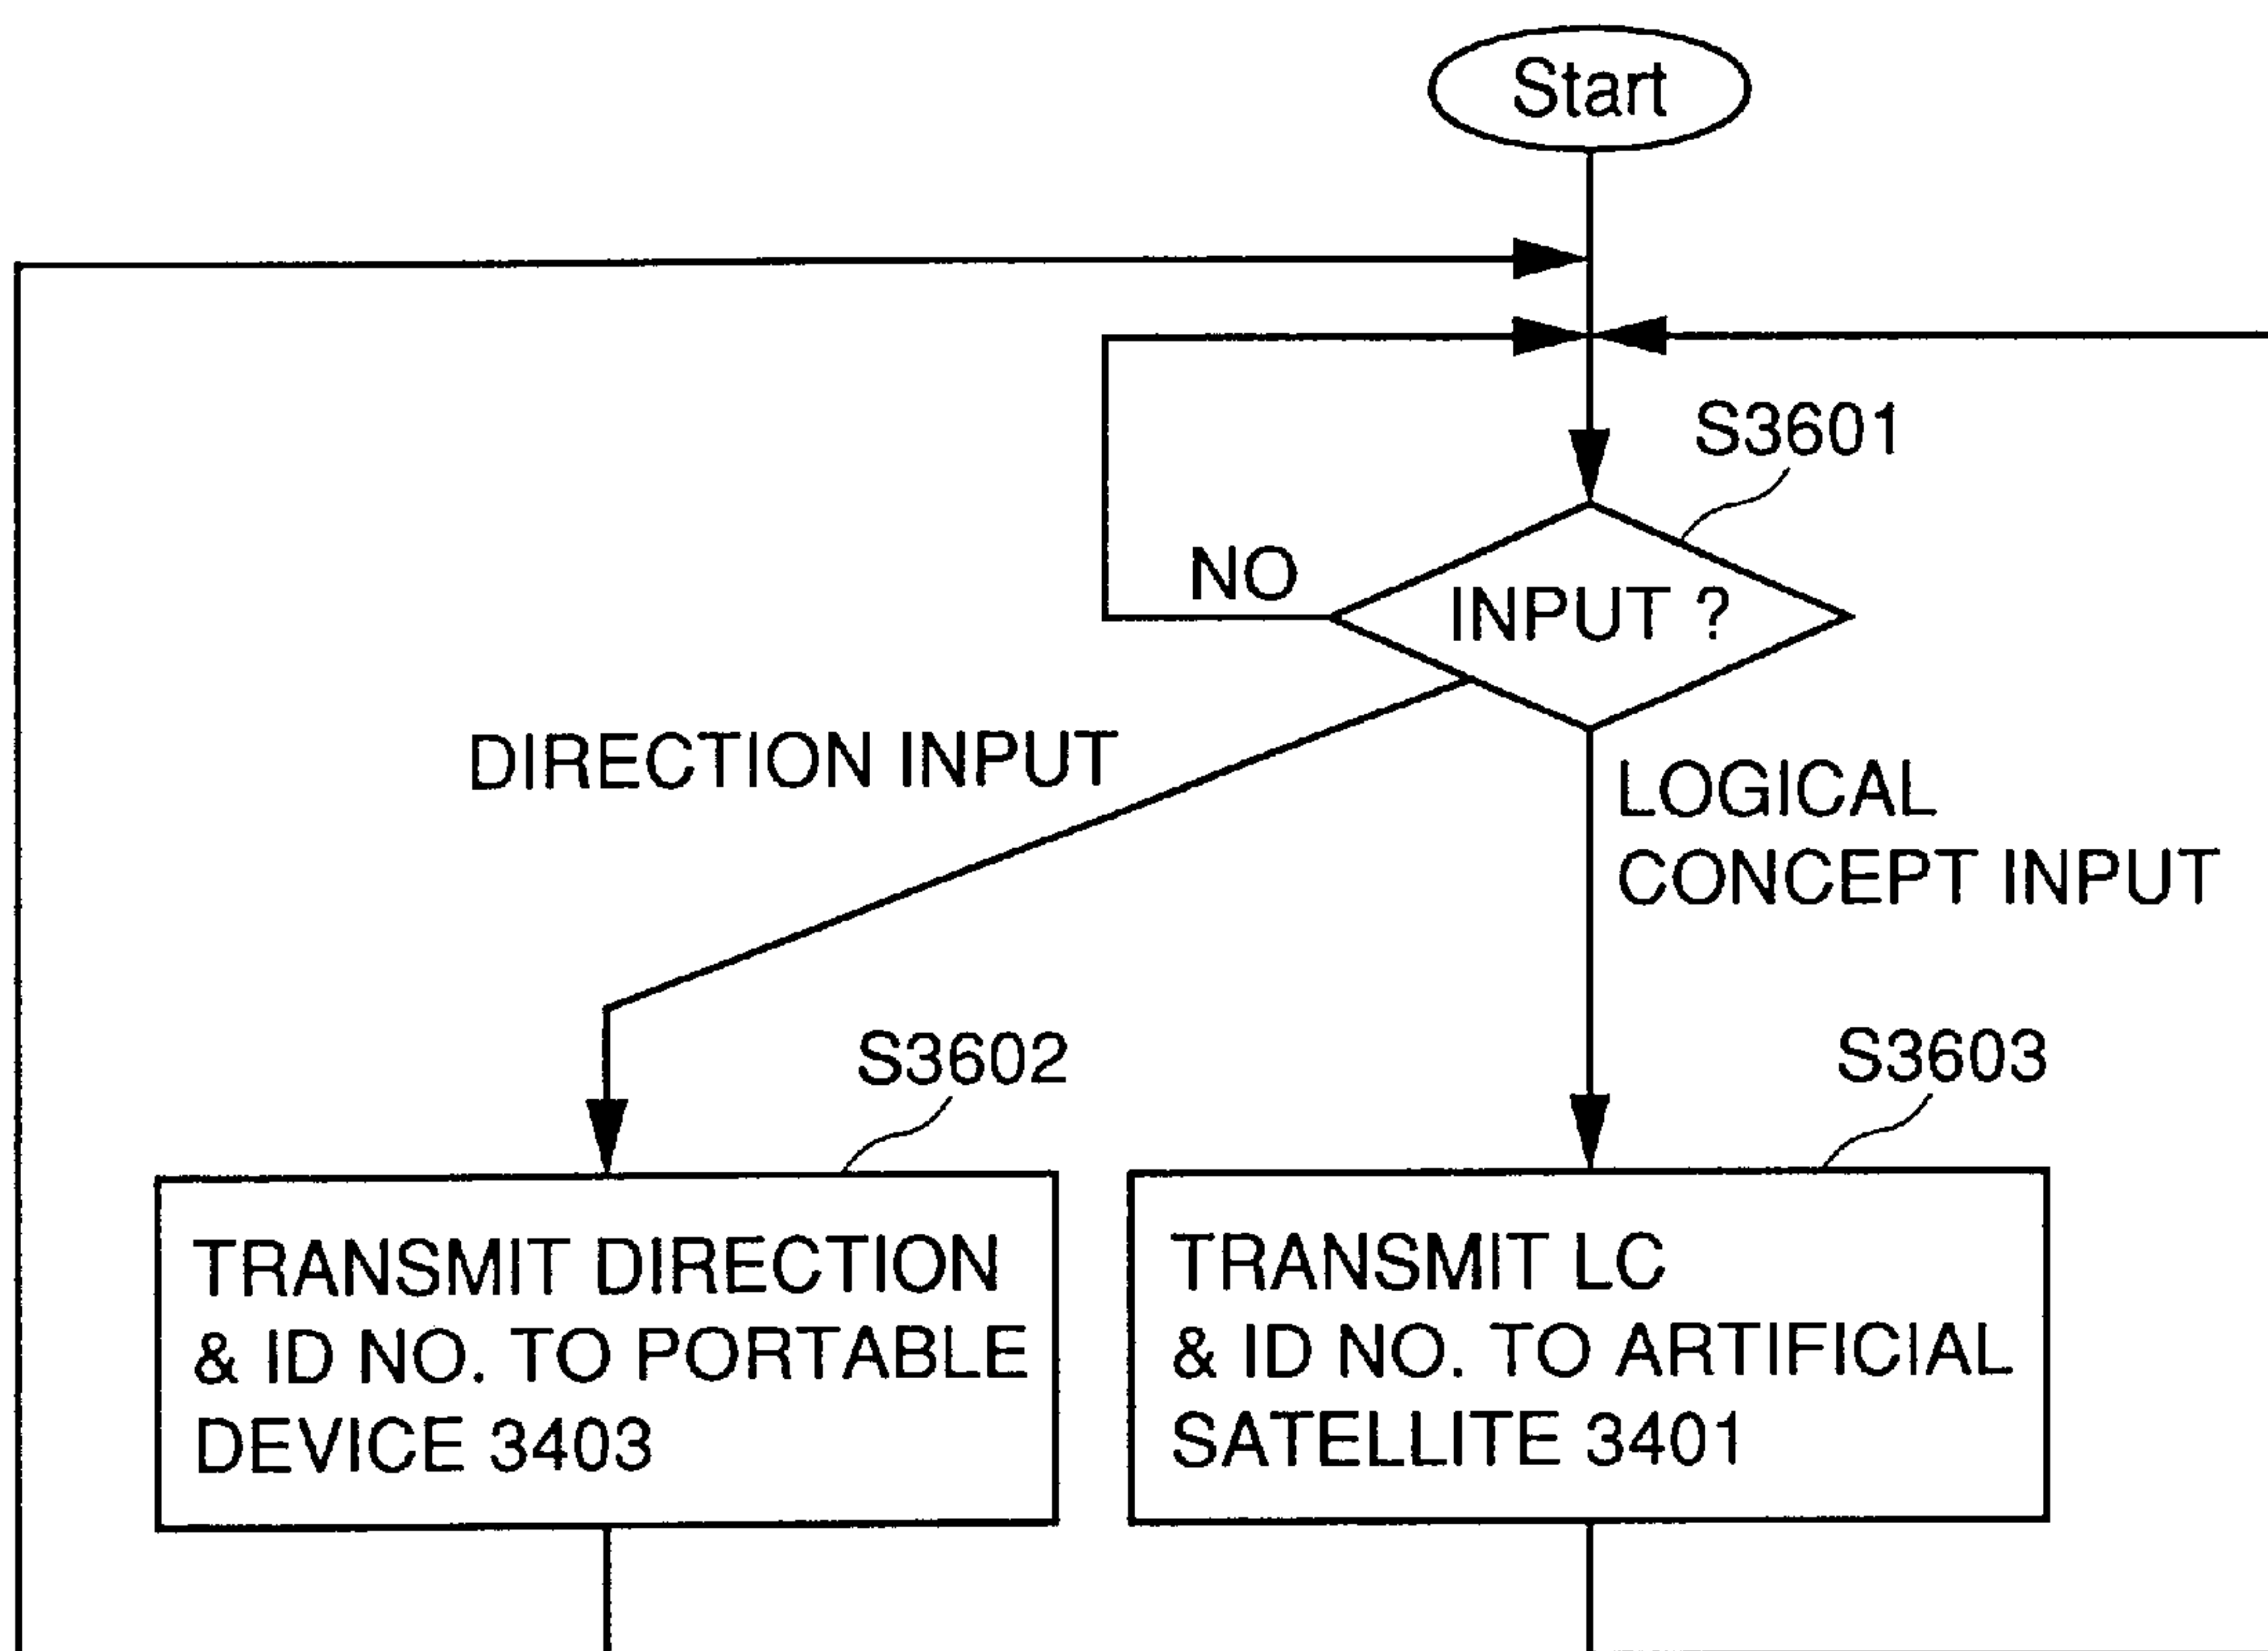 Start
S3601
NO
INPUT ?
DIRECTION INPUT
LOGICAL
CONCEPT INPUT
S3602
S3603
TRANSMIT DIRECTION
& ID NO. TO PORTABLE
DEVICE 3403
TRANSMIT LC
& ID NO. TO ARTIFICIAL
SATELLITE 3401